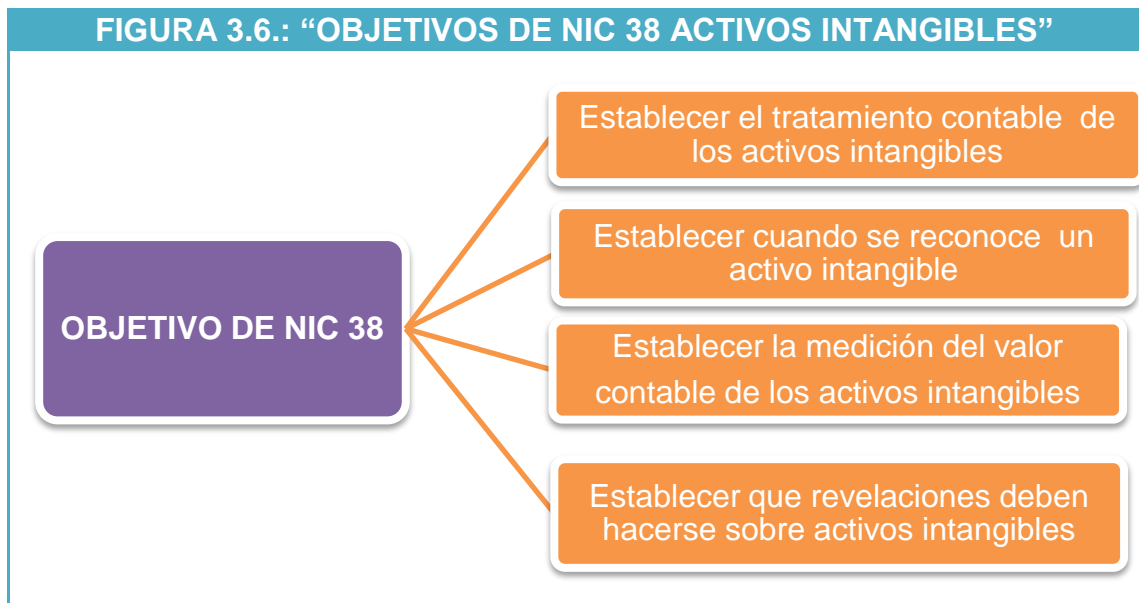 FIGURA 3.6.: “OBJETIVOS DE NIC 38 ACTIVOS INTANGIBLES”
OBJETIVO DE NIC 38
Establecer el tratamiento contable de
los activos intangibles
Establecer cuando se reconoce un
activo intangible
Establecer la medición del valor
contable de los activos intangibles
Establecer que revelaciones deben
hacerse sobre activos intangibles